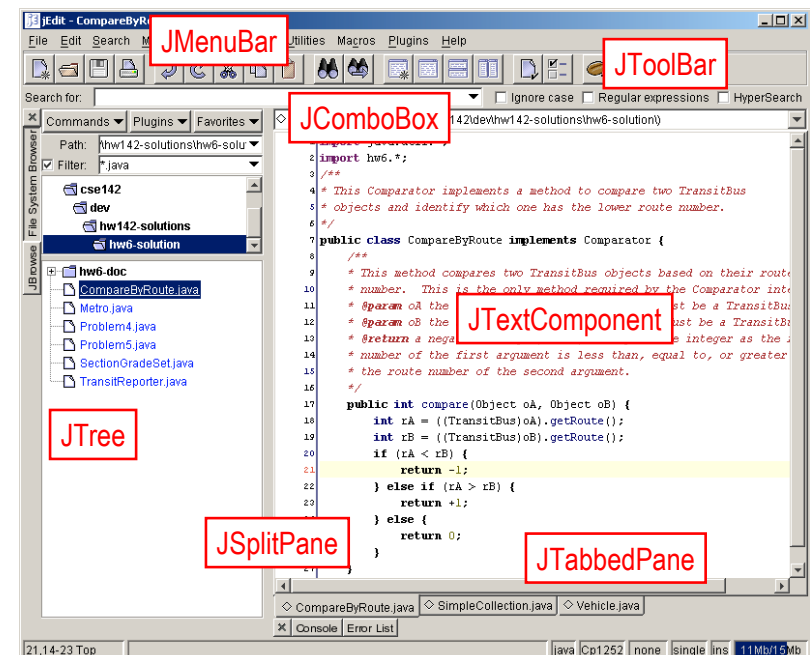 jEdit - CompareByRo
File Edit Search M Utilities Macros Plugins Help
JMenuBar
JToolBar
Search for: Ignore case Regular expressions HyperSearch
JComboBox
Commands Plugins Favorites
142\dev\hw142-solutions\hw6-solution\)
Path: \hw142-solutions\hw6-solu
Filter: *.java
File System Browser
JBrowse
cse142
dev
hw142-solutions
hw6-solution
hw6-doc
CompareByRoute.java
Metro.java
Problem4.java
Problem5.java
SectionGradeSet.java
TransitReporter.java
JTree
2 import hw6.*;
3 /**
4 * This Comparator implements a method to compare two TransitBus
5 * objects and identify which one has the lower route number.
6 */
7 public class CompareByRoute implements Comparator {
8 /**
9 * This method compares two TransitBus objects based on their route
10 * number. This is the only method required by the Comparator inte
11 * @param oA the ust be a TransitBu
12 * @param oB the ust be a TransitBu
13 * @return a nega e integer as the
14 * number of the first argument is less than, equal to, or greater
15 * the route number of the second argument.
16 */
17 public int compare(Object oA, Object oB) {
18 int rA = ((TransitBus)oA).getRoute();
19 int rB = ((TransitBus)oB).getRoute();
20 if (rA < rB) {
21 return -1;
22 } else if (rA > rB) {
23 return +1;
} else {
return 0;
}
}
JTextComponent
JSplitPane
JTabbedPane
CompareByRoute.java SimpleCollection.java Vehicle.java
Console Error List
21,14-23 Top java Cp1252 none single ins 11Mb/15Mb